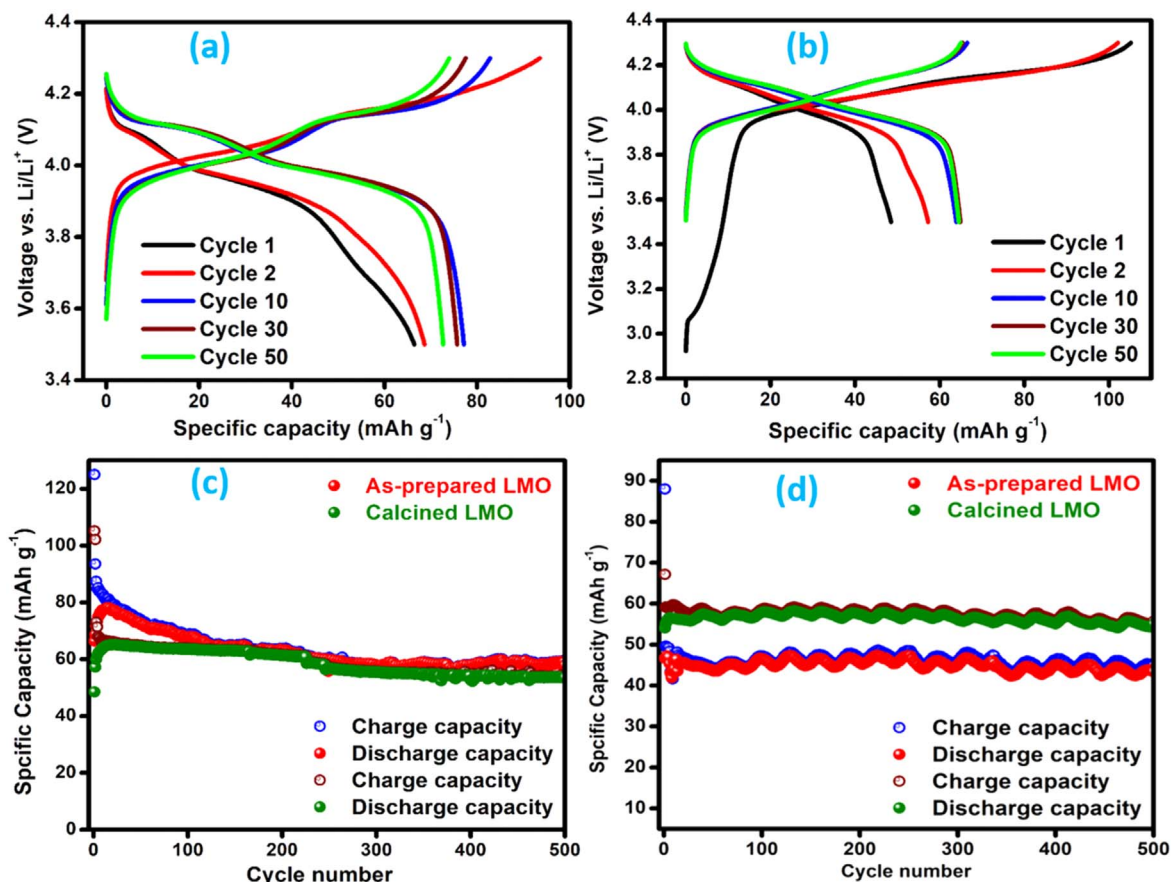 (a)
4.4
4.2
4.0
3.8
3.6
3.4
Voltage vs. Li/Li+ (V)
Cycle 1
Cycle 2
Cycle 10
Cycle 30
Cycle 50
0 20 40 60 80 100
Specific capacity (mAh g-1)
(b)
4.2
4.0
3.8
3.6
3.4
3.2
3.0
2.8
Voltage vs. Li/Li+ (V)
Cycle 1
Cycle 2
Cycle 10
Cycle 30
Cycle 50
0 20 40 60 80 100
Specific capacity (mAh g-1)
(c)
120
100
80
60
40
20
0
Spcific Capacity (mAh g-1)
As-prepared LMO
Calcined LMO
Charge capacity
Discharge capacity
Charge capacity
Discharge capacity
0 100 200 300 400 500
Cycle number
(d)
90
80
70
60
50
40
30
20
10
Spcific Capacity (mAh g-1)
As-prepared LMO
Calcined LMO
Charge capacity
Discharge capacity
Charge capacity
Discharge capacity
0 100 200 300 400 500
Cycle number